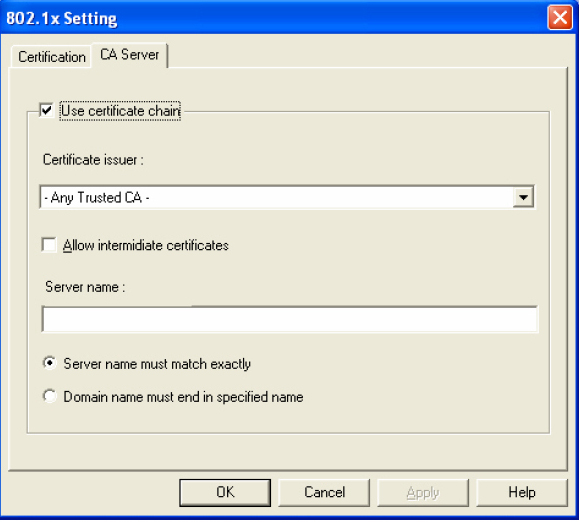 802.1x Setting
Certification
CA Server
Use certificate chain
Certificate issuer :
- Any Trusted CA -
Allow intermidiate certificates
Server name :
Server name must match exactly
Domain name must end in specified name
OK
Cancel
Apply
Help